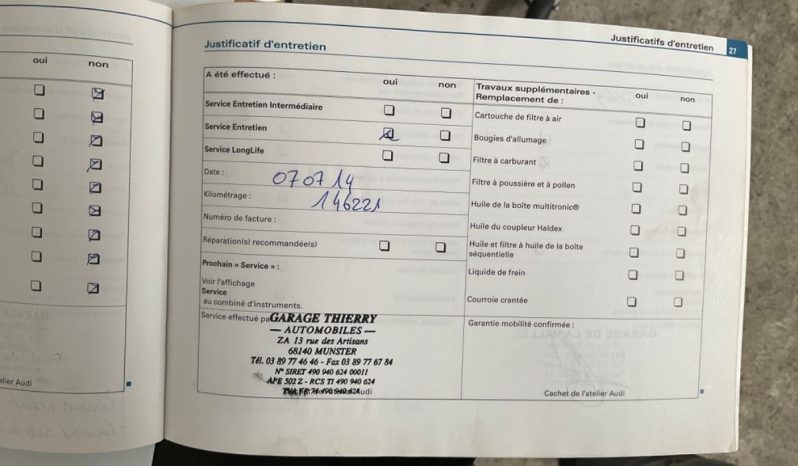 oui non
elier Audi
Justificatifs d'entretien 27
Justificatif d'entretien
A été effectué : oui non
Service Entretien Intermédiaire
Service Entretien
Service LongLife
Date : 07 07 14
Kilométrage : 146221
Numéro de facture :
Réparation(s) recommandée(s)
Prochain « Service » :
Voir l'affichage
Service
au combiné d'instruments.
Service effectué pa
GARAGE THIERRY
— AUTOMOBILES —
ZA 13 rue des Artisans
68140 MUNSTER
Tél. 03 89 77 46 46 - Fax 03 89 77 67 84
N° SIRET 490 940 624 00011
APE 502 Z - RCS TI 490 940 624
Audi
Travaux supplémentaires -
Remplacement de : oui non
Cartouche de filtre à air
Bougies d'allumage
Filtre à carburant
Filtre à poussière et à pollen
Huile de la boîte multitronic®
Huile du coupleur Haldex
Huile et filtre à huile de la boîte
séquentielle
Liquide de frein
Courroie crantée
Garantie mobilité confirmée :
Cachet de l'atelier Audi